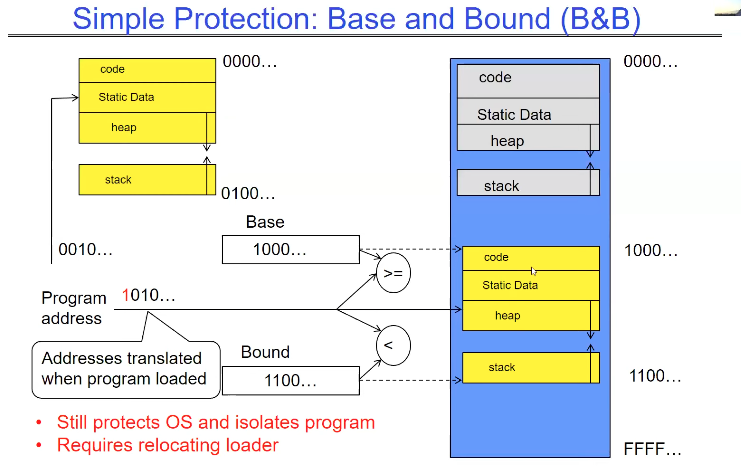 Simple Protection: Base and Bound (B&B)
code
Static Data
heap
stack
0000…
0100…
0010…
code
Static Data
heap
stack
0000…
Base
1000…
>=
Program address
1010…
<
Addresses translated
when program loaded
Bound
1100…
code
Static Data
heap
stack
1000…
1100…
FFFF…
• Still protects OS and isolates program
• Requires relocating loader